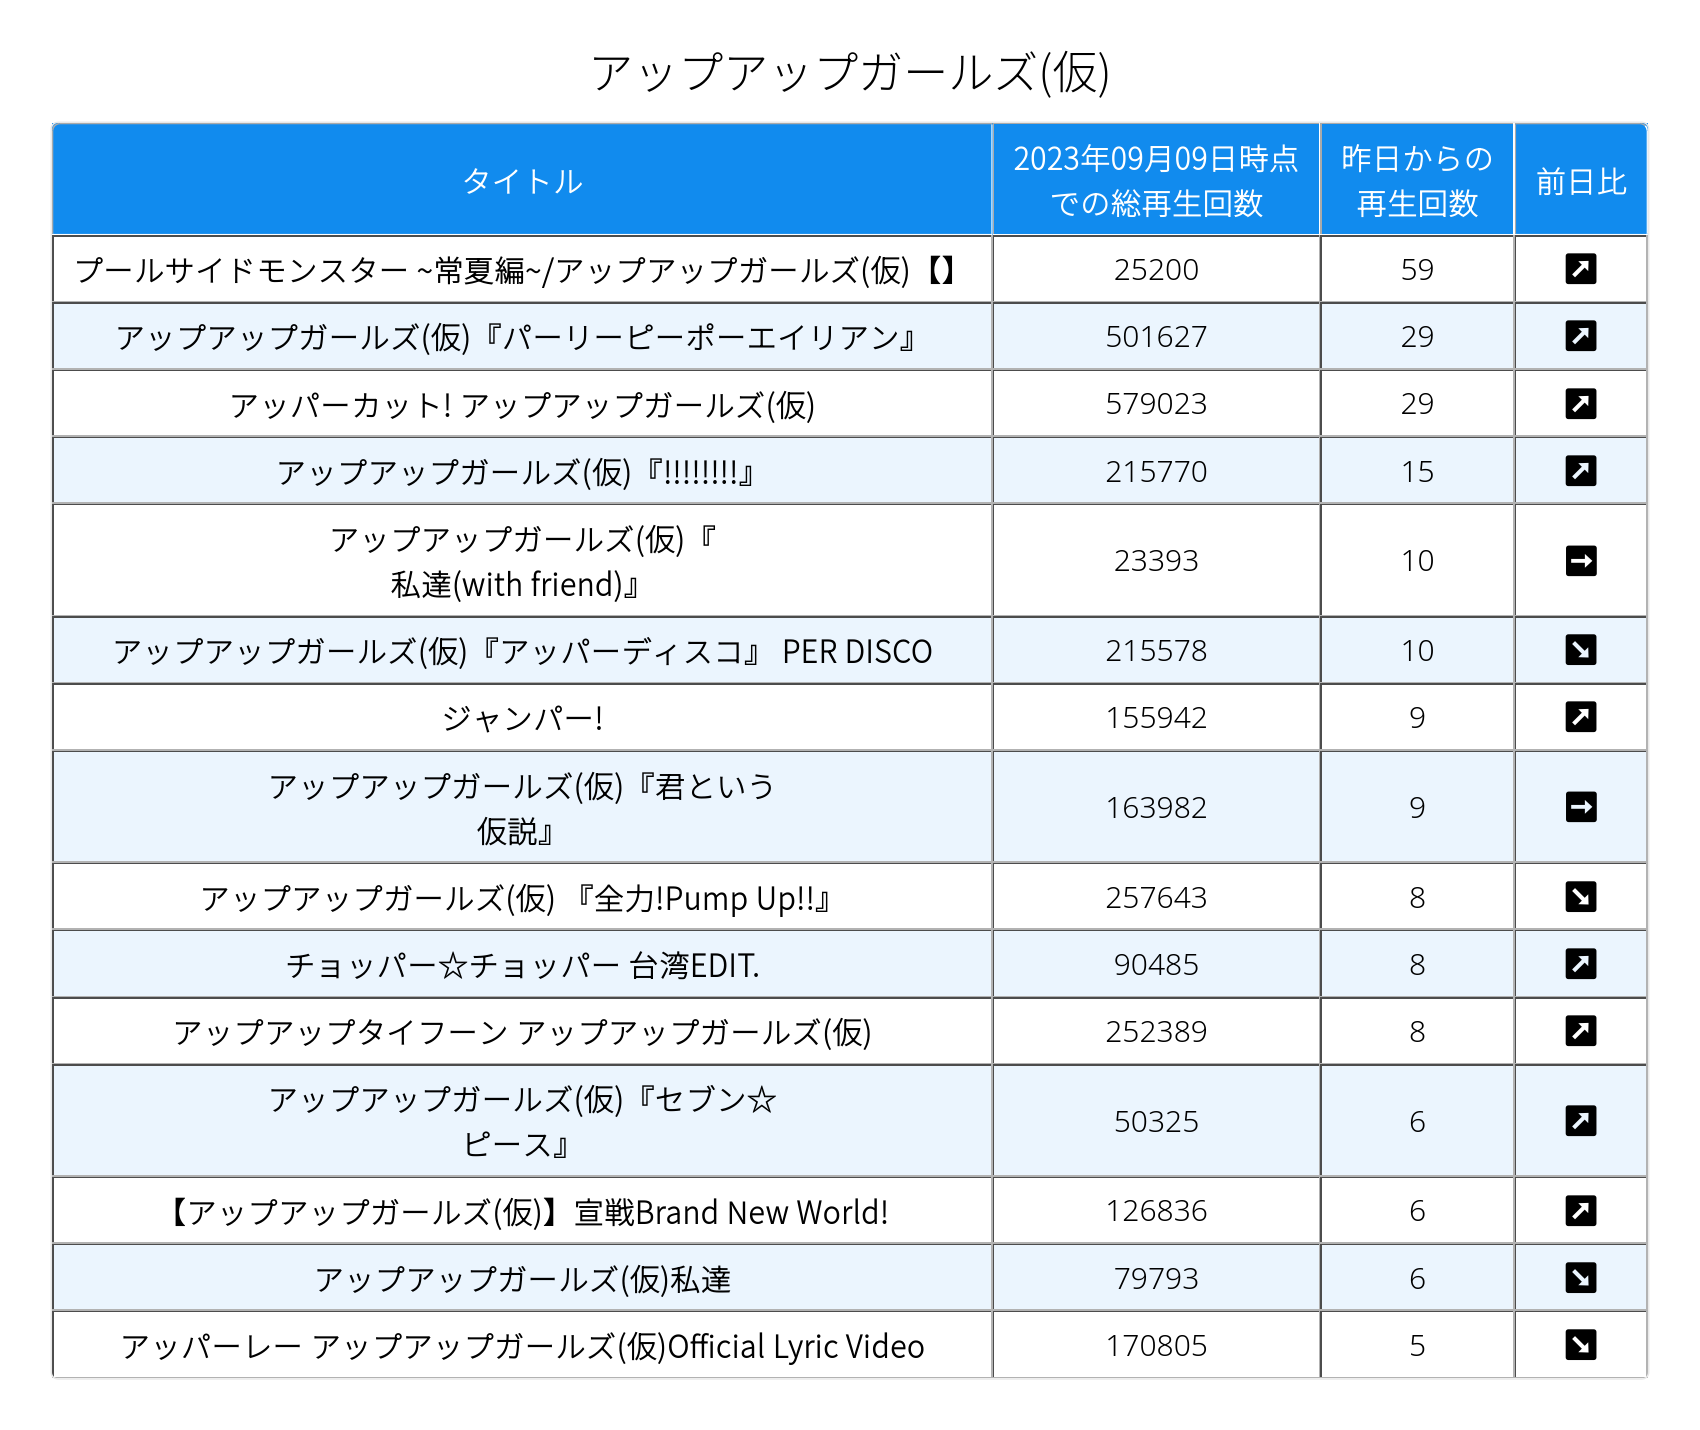 アップアップガールズ(仮)
タイトル 2023年09月09日時点 での総再生回数 昨日からの 再生回数 前日比
プールサイドモンスター ~常夏編~/アップアップガールズ(仮)【】 25200 59
アップアップガールズ(仮)『パーリーピーポーエイリアン』 501627 29
アッパーカット! アップアップガールズ(仮) 579023 29
アップアップガールズ(仮)『!!!!!!!!』 215770 15
アップアップガールズ(仮)『
私達(with friend)』 23393 10
アップアップガールズ(仮)『アッパーディスコ』 PER DISCO 215578 10
ジャンパー! 155942 9
アップアップガールズ(仮)『君という
仮説』 163982 9
アップアップガールズ(仮) 『全力!Pump Up!!』 257643 8
チョッパー☆チョッパー 台湾EDIT. 90485 8
アップアップタイフーン アップアップガールズ(仮) 252389 8
アップアップガールズ(仮)『セブン☆
ピース』 50325 6
【アップアップガールズ(仮)】宣戦Brand New World! 126836 6
アップアップガールズ(仮)私達 79793 6
アッパーレー アップアップガールズ(仮)Official Lyric Video 170805 5